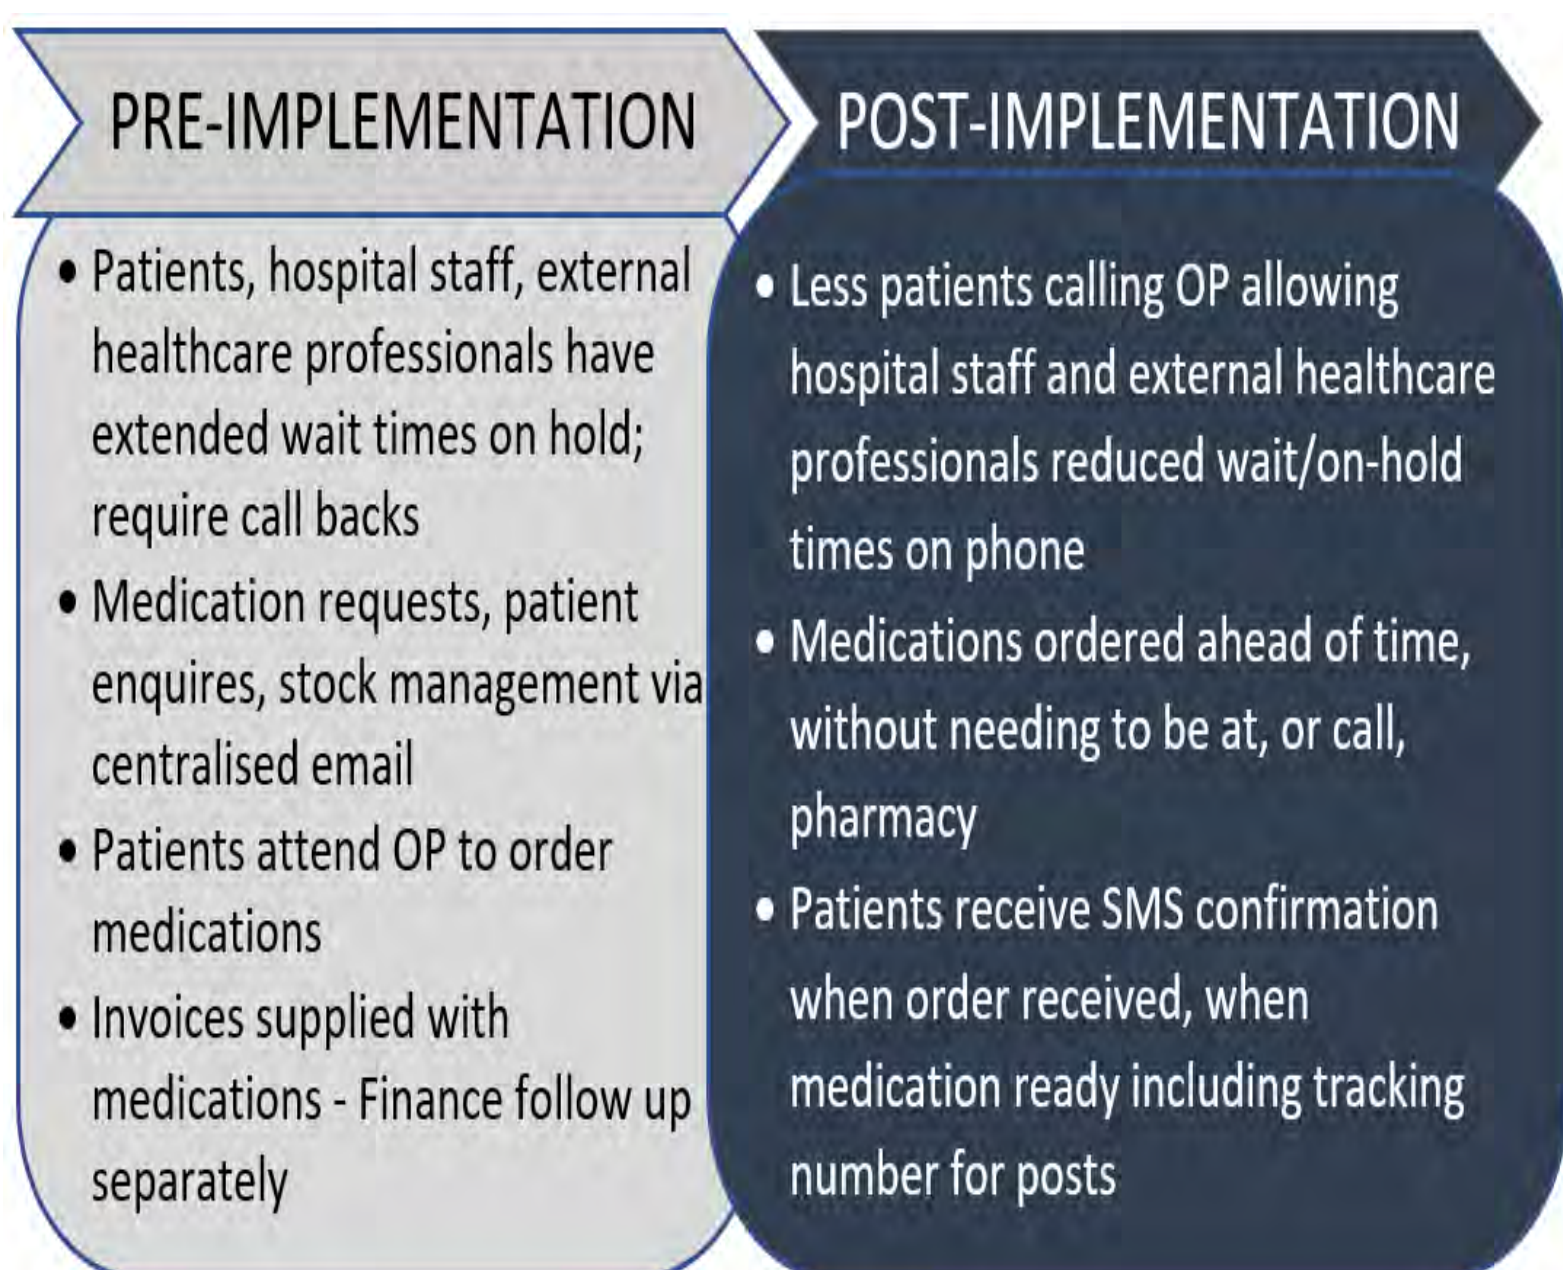 PRE-IMPLEMENTATION
• Patients, hospital staff, external
healthcare professionals have
extended wait times on hold;
require call backs
• Medication requests, patient
enquires, stock management via
centralised email
• Patients attend OP to order
medications
• Invoices supplied with
medications - Finance follow up
separately
POST-IMPLEMENTATION
• Less patients calling OP allowing
hospital staff and external healthcare
professionals reduced wait/on-hold
times on phone
• Medications ordered ahead of time,
without needing to be at, or call,
pharmacy
• Patients receive SMS confirmation
when order received, when
medication ready including tracking
number for posts